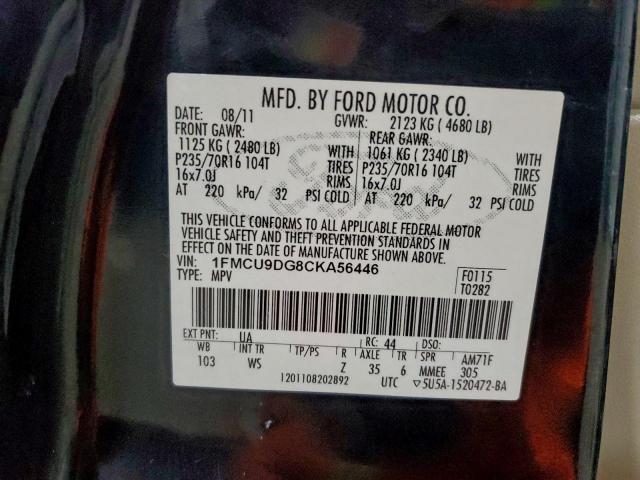 MFD. BY FORD MOTOR CO.
DATE: 08/11 GVWR: 2123 KG ( 4680 LB)
FRONT GAWR: REAR GAWR:
1125 KG ( 2480 LB) WITH 1061 KG ( 2340 LB) WITH
P235/70R16 104T TIRES P235/70R16 104T TIRES
16x7.0J RIMS 16x7.0J RIMS
AT 220 kPa/ 32 PSI COLD AT 220 kPa/ 32 PSI COLD
THIS VEHICLE CONFORMS TO ALL APPLICABLE FEDERAL MOTOR
VEHICLE SAFETY AND THEFT PREVENTION STANDARDS IN
EFFECT ON THE DATE OF MANUFACTURE SHOWN ABOVE.
VIN: 1FMCU9DG8CKA56446 F0115
TYPE: MPV T0282
EXT PNT: UA RC: 44 DSO:
WB INT TR TP/PS R AXLE TR SPR AM71F
103 WS Z 35 6 MMEE 305
1201108202892 UTC ▽5U5A-1520472-BA